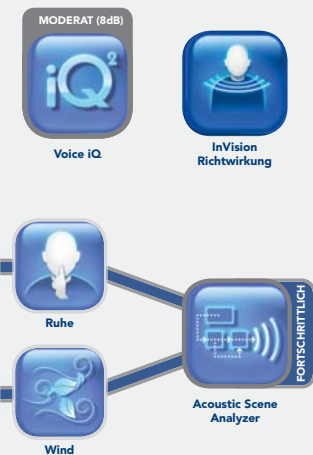 MODERAT (8dB)
iQ²
Voice iQ
InVision
Richtwirkung
Ruhe
FORTSCHRITTLICH
Acoustic Scene
Analyzer
Wind